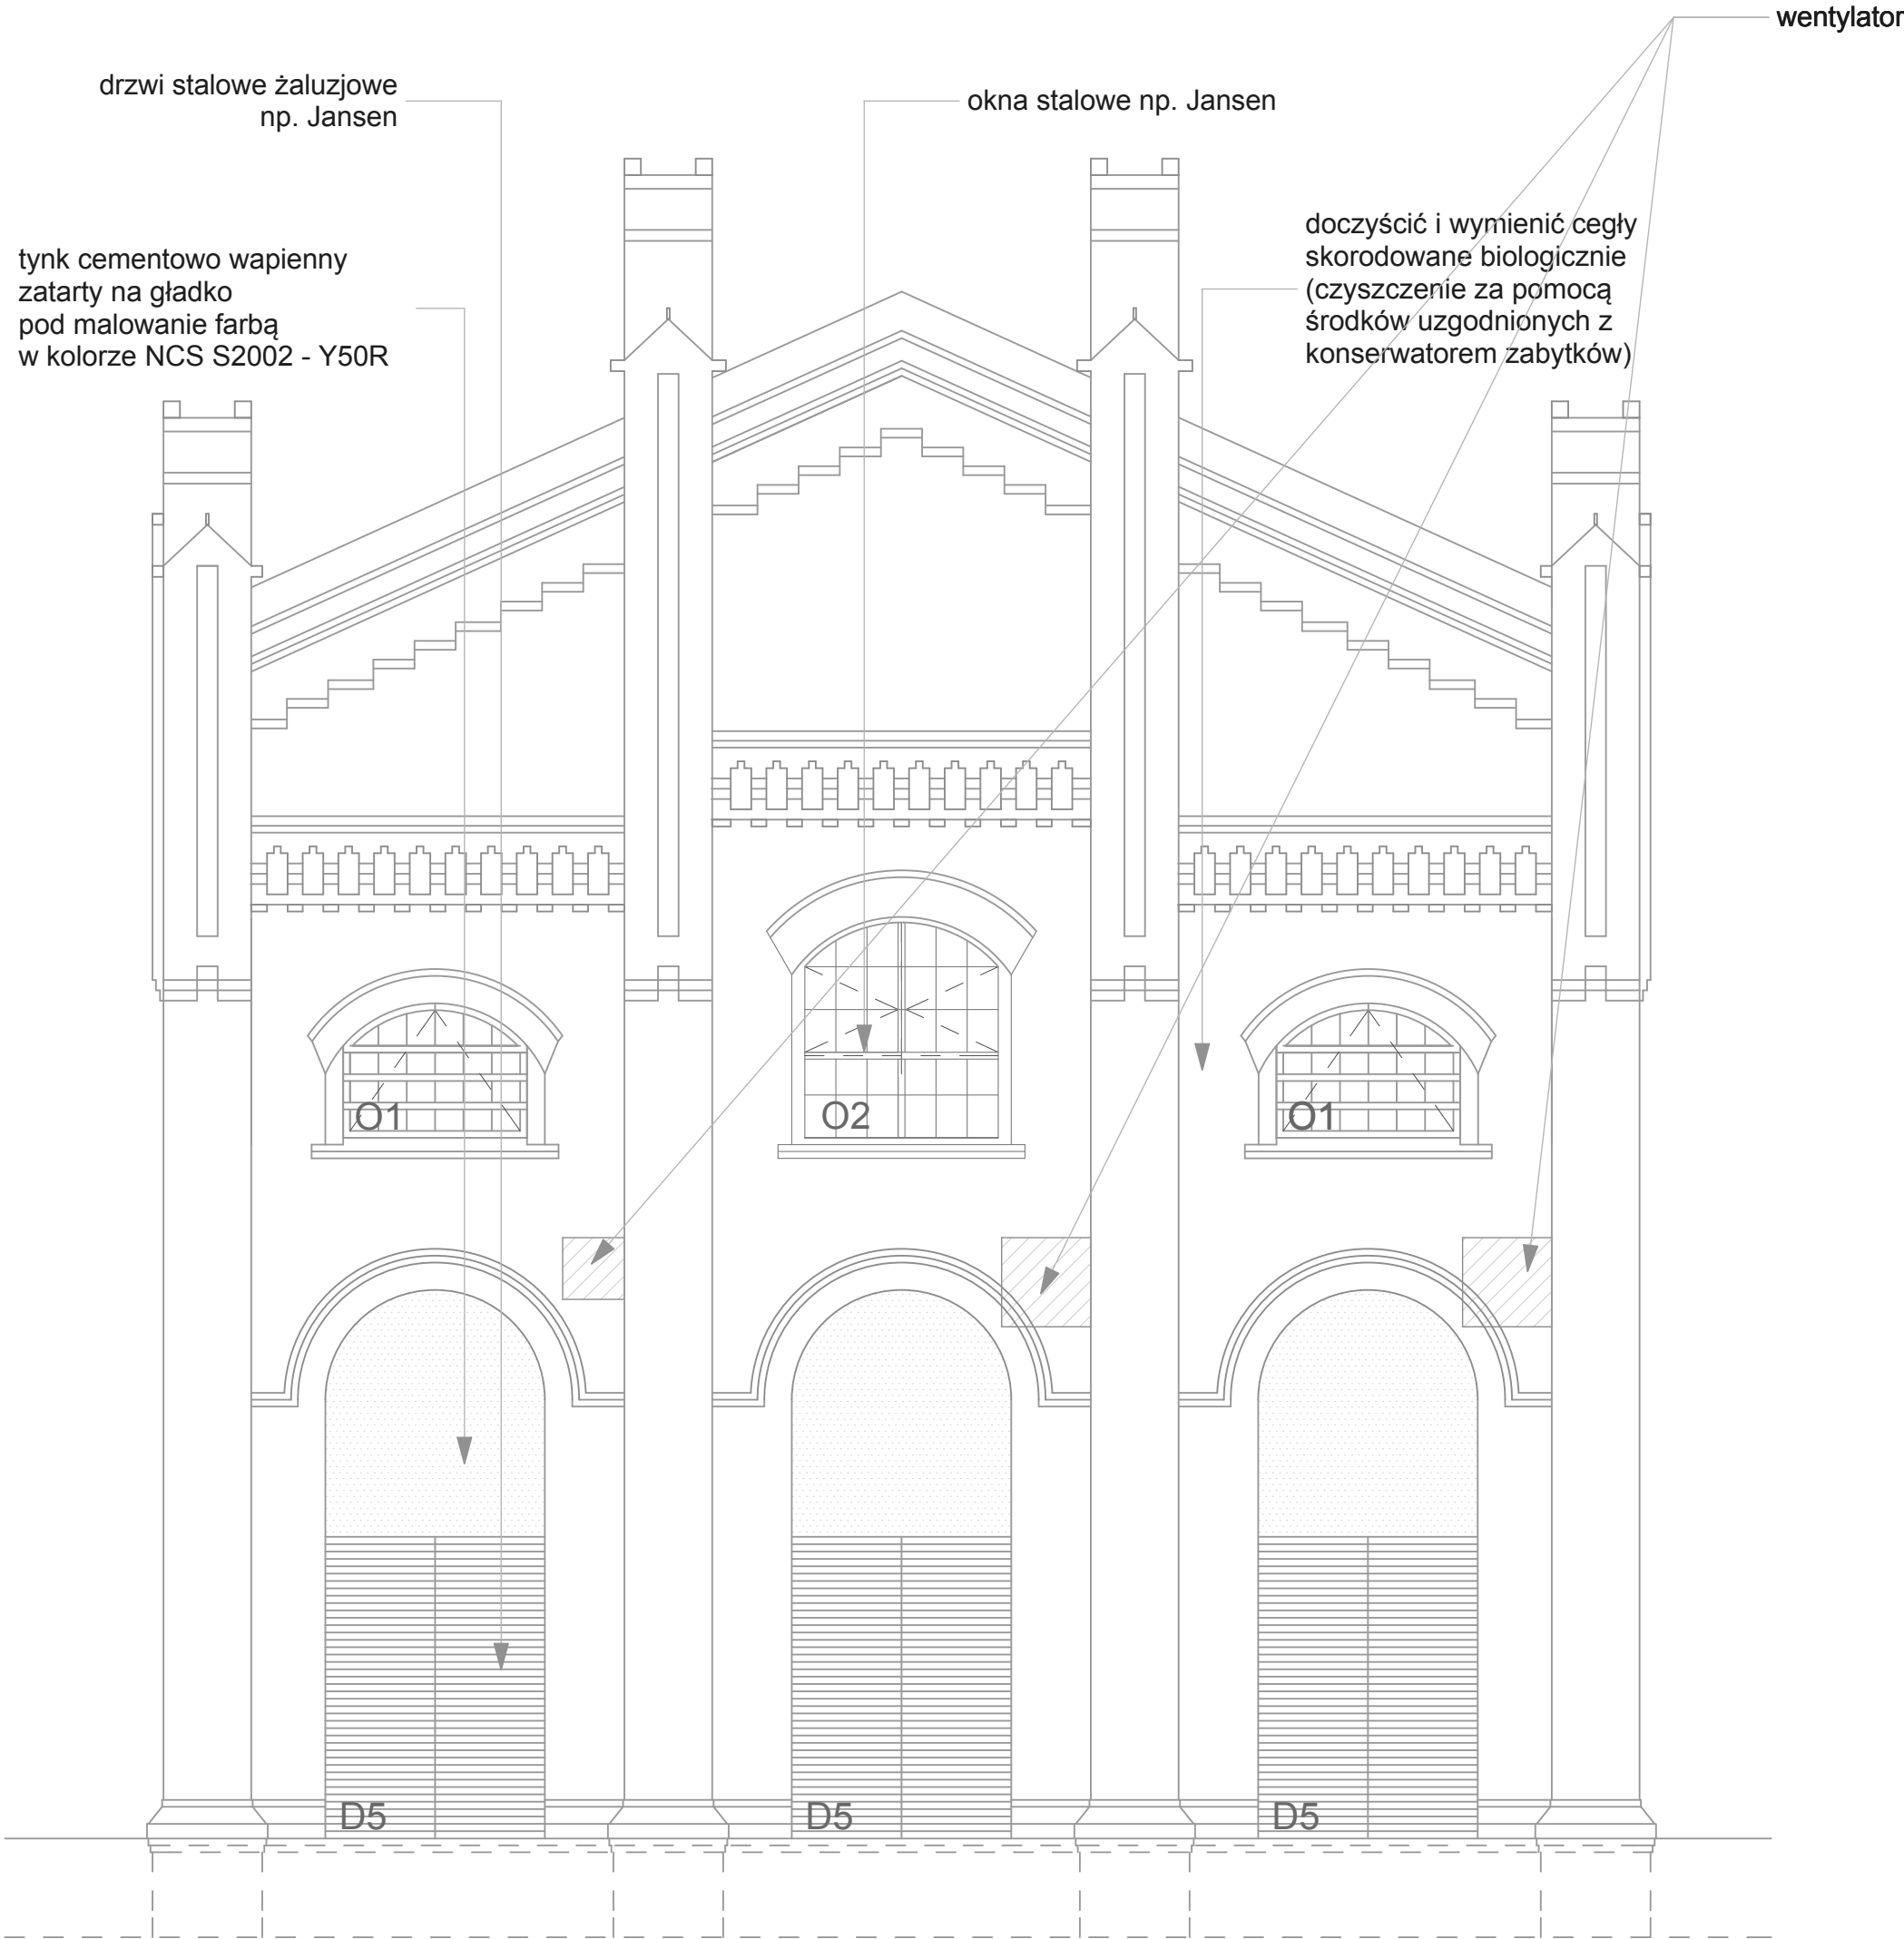 wentylator
drzwi stalowe żaluzjowe
np. Jansen
okna stalowe np. Jansen
doczyścić i wymienić cegły
skorodowane biologicznie
(czyszczenie za pomocą
środków uzgodnionych z
konserwatorem zabytków)
tynk cementowo wapienny
zatarty na gładko
pod malowanie farbą
w kolorze NCS S2002 - Y50R
O1
O2
O1
D5
D5
D5